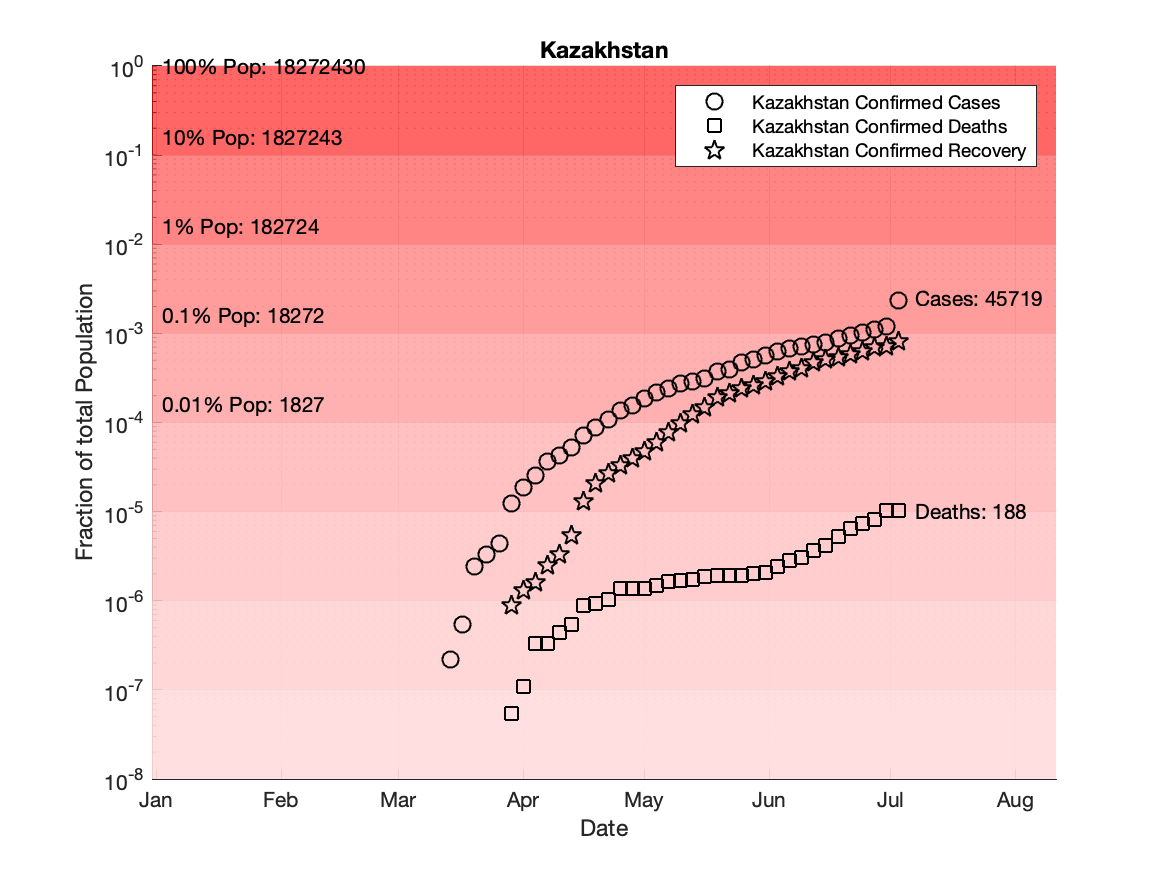 Kazakhstan
10^0
100% Pop: 18272430
Kazakhstan Confirmed Cases
Kazakhstan Confirmed Deaths
Kazakhstan Confirmed Recovery
10% Pop: 1827243
10^-1
1% Pop: 182724
10^-2
Cases: 45719
0.1% Pop: 18272
10^-3
0.01% Pop: 1827
10^-4
Fraction of total Population
10^-5
Deaths: 188
10^-6
10^-7
10^-8
Jan Feb Mar Apr May Jun Jul Aug
Date